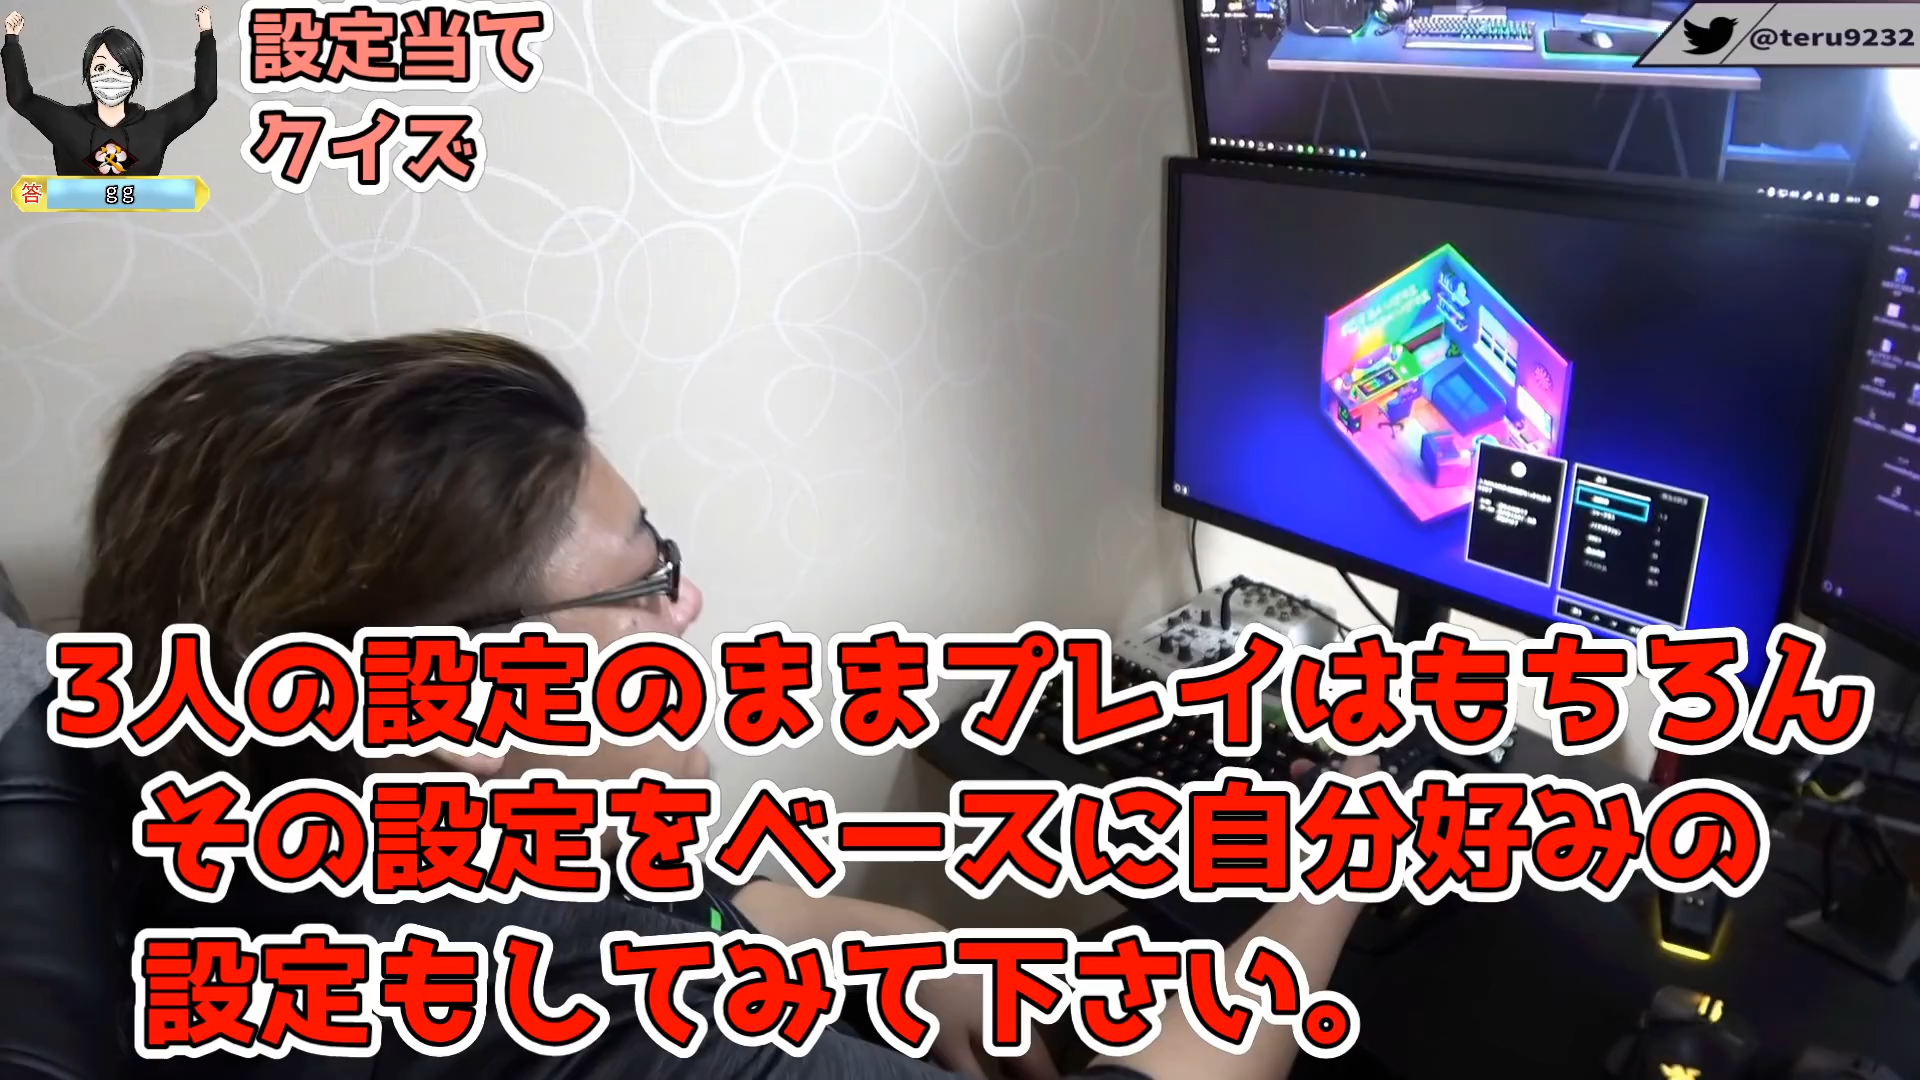 設定当て
クイズ
答 gg
@teru9232
3人の設定のままプレイはもちろん
その設定をベースに自分好みの
設定もしてみて下さい。